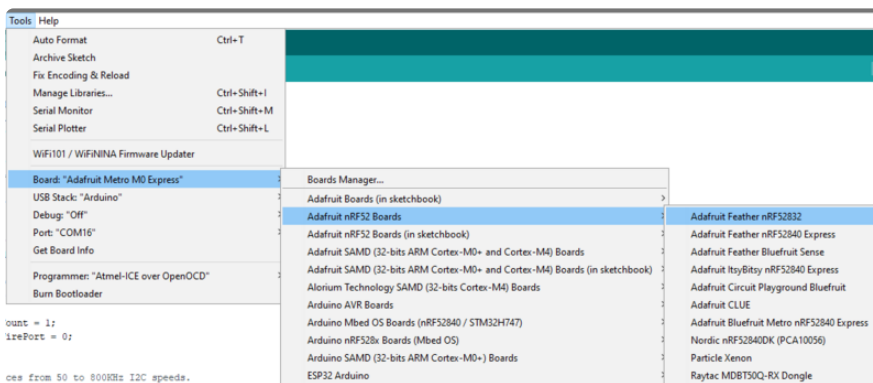 Tools Help
Auto Format Ctrl+T
Archive Sketch
Fix Encoding & Reload
Manage Libraries... Ctrl+Shift+I
Serial Monitor Ctrl+Shift+M
Serial Plotter Ctrl+Shift+L
WiFi101 / WiFiNINA Firmware Updater
Board: "Adafruit Metro M0 Express"
USB Stack: "Arduino"
Debug: "Off"
Port: "COM16"
Get Board Info
Programmer: "Atmel-ICE over OpenOCD"
Burn Bootloader
Boards Manager...
Adafruit Boards (in sketchbook)
Adafruit nRF52 Boards
Adafruit nRF52 Boards (in sketchbook)
Adafruit SAMD (32-bits ARM Cortex-M0+ and Cortex-M4) Boards
Adafruit SAMD (32-bits ARM Cortex-M0+ and Cortex-M4) Boards (in sketchbook)
Alorium Technology SAMD (32-bits Cortex-M4) Boards
Arduino AVR Boards
Arduino Mbed OS Boards (nRF52840 / STM32H747)
Arduino nRF528x Boards (Mbed OS)
Arduino SAMD (32-bits ARM Cortex-M0+) Boards
ESP32 Arduino
Adafruit Feather nRF52832
Adafruit Feather nRF52840 Express
Adafruit Feather Bluefruit Sense
Adafruit ItsyBitsy nRF52840 Express
Adafruit Circuit Playground Bluefruit
Adafruit CLUE
Adafruit Bluefruit Metro nRF52840 Express
Nordic nRF52840DK (PCA10056)
Particle Xenon
Raytac MDBT50Q-RX Dongle
ount = 1;
irePort = 0;
ces from 50 to 800KHz I2C speeds.